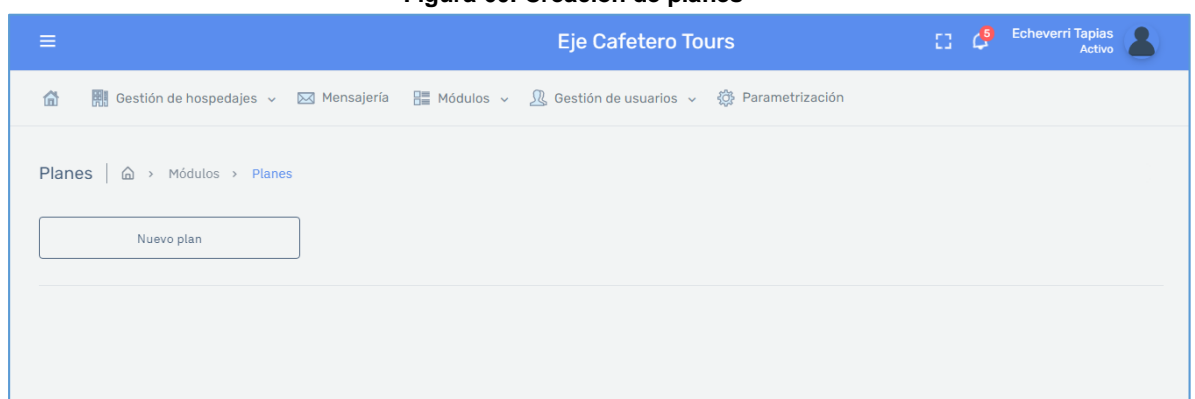 Figura 60. Creación de planes
Eje Cafetero Tours
5
Echeverri Tapias
Activo
Gestión de hospedajes
Mensajería
Módulos
Gestión de usuarios
Parametrización
Planes
Módulos > Planes
Nuevo plan